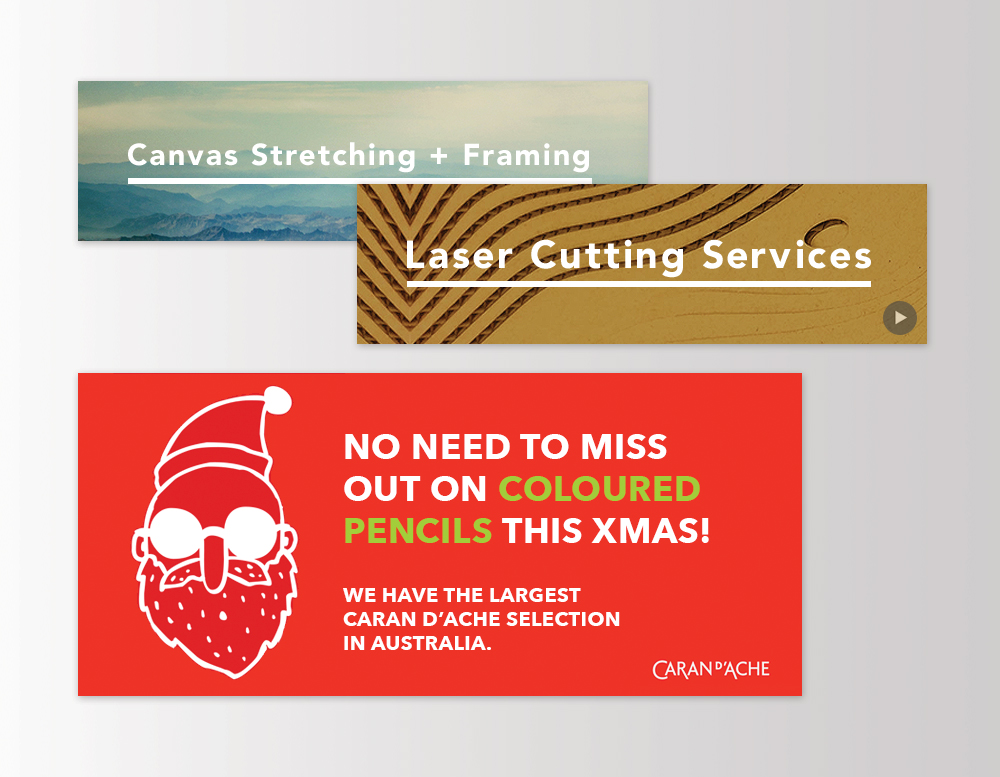 Canvas Stretching + Framing
Laser Cutting Services
NO NEED TO MISS
OUT ON COLOURED
PENCILS THIS XMAS!
WE HAVE THE LARGEST
CARAN D’ACHE SELECTION
IN AUSTRALIA.
CARAN D’ACHE